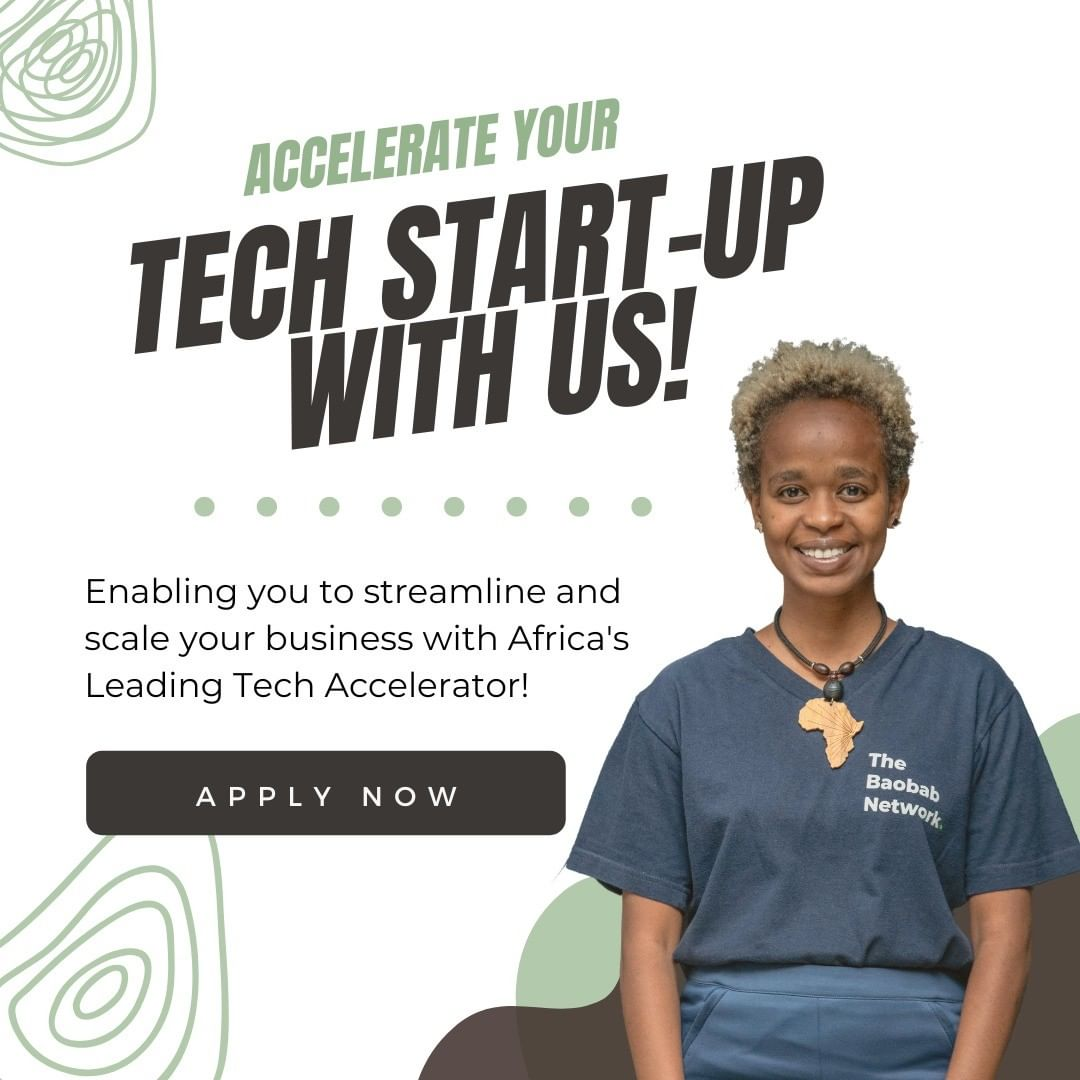 ACCELERATE YOUR
TECH START-UP
WITH US!
Enabling you to streamline and
scale your business with Africa's
Leading Tech Accelerator!
APPLY NOW
The
Baobab
Network.